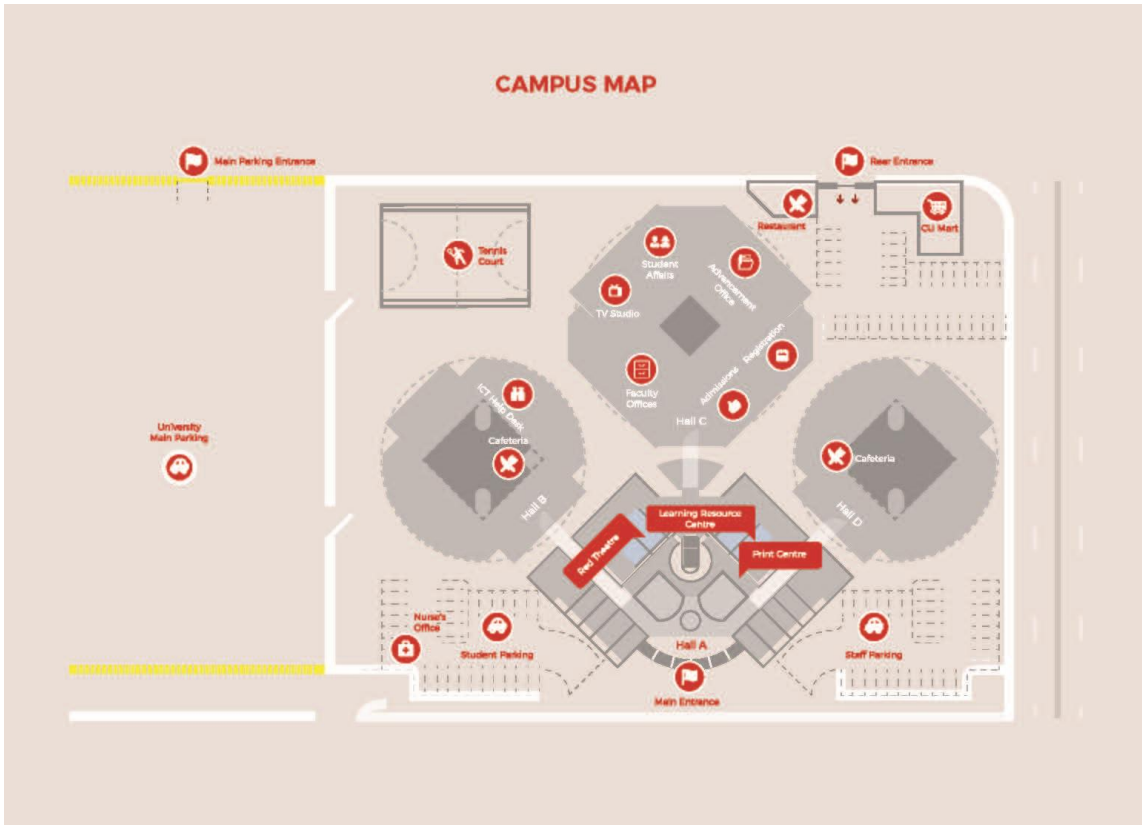 CAMPUS MAP
Main Parking Entrance
Rear Entrance
Restaurant
CU Mart
Tennis
Court
Student
Affairs
Advancement
Office
TV Studio
Registration
Faculty
Offices
Admissions
Hall C
ICT Help Desk
Cafeteria
Hall B
University
Main Parking
Cafeteria
Hall D
Learning Resource
Centre
Red Theatre
Print Centre
Nurse's
Office
Student Parking
Hall A
Staff Parking
Main Entrance